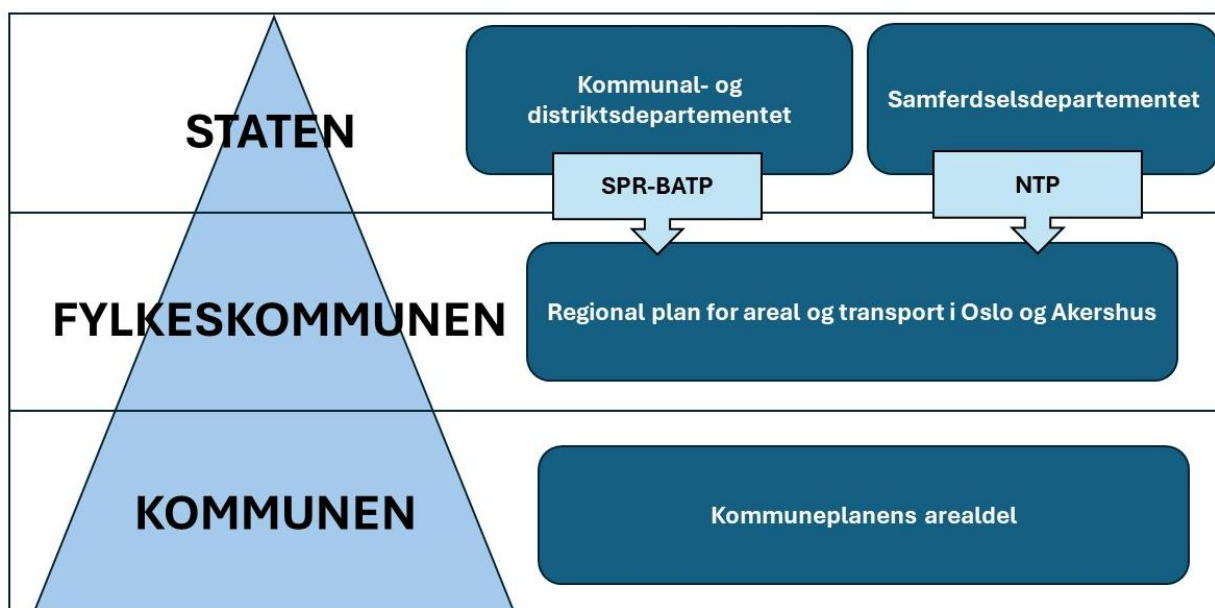 STATEN
Kommunal- og
distriktsdepartementet
Samferdselsdepartementet
SPR-BATP
NTP
FYLKESKOMMUNEN
Regional plan for areal og transport i Oslo og Akershus
KOMMUNEN
Kommuneplanens arealdel